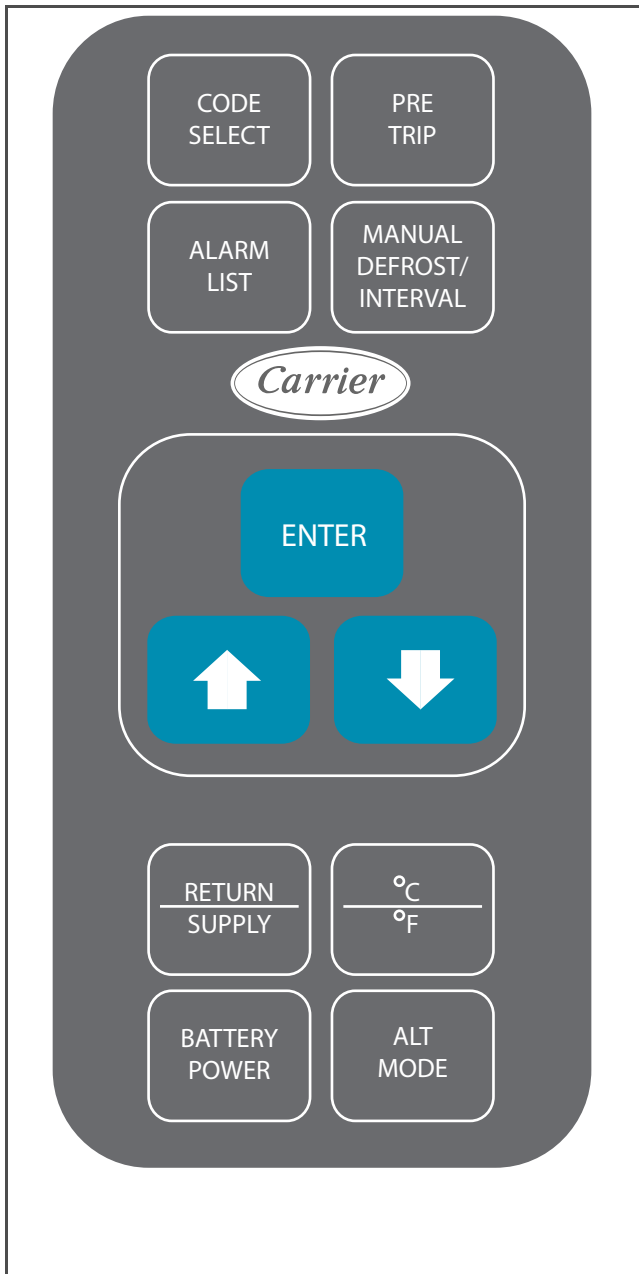 CODE
SELECT
PRE
TRIP
ALARM
LIST
MANUAL
DEFROST/
INTERVAL
Carrier
ENTER
RETURN
SUPPLY
°C
°F
BATTERY
POWER
ALT
MODE